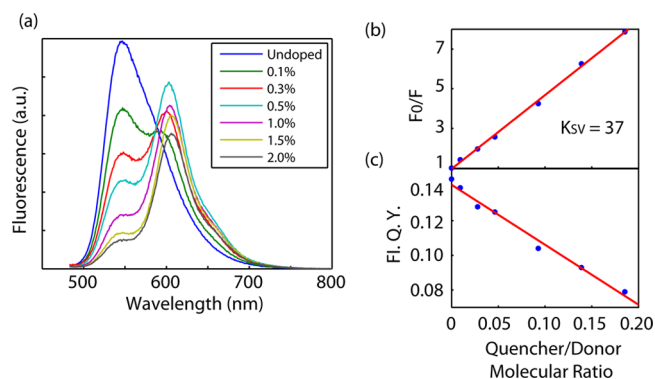 (a)
Fluorescence (a.u.)
Undoped
0.1%
0.3%
0.5%
1.0%
1.5%
2.0%
500
600
700
800
Wavelength (nm)
(b)
F0/F
7
5
3
1
KSV = 37
(c)
Fl. Q. Y.
0.14
0.12
0.10
0.08
0
0.05
0.10
0.15
0.20
Quencher/Donor
Molecular Ratio